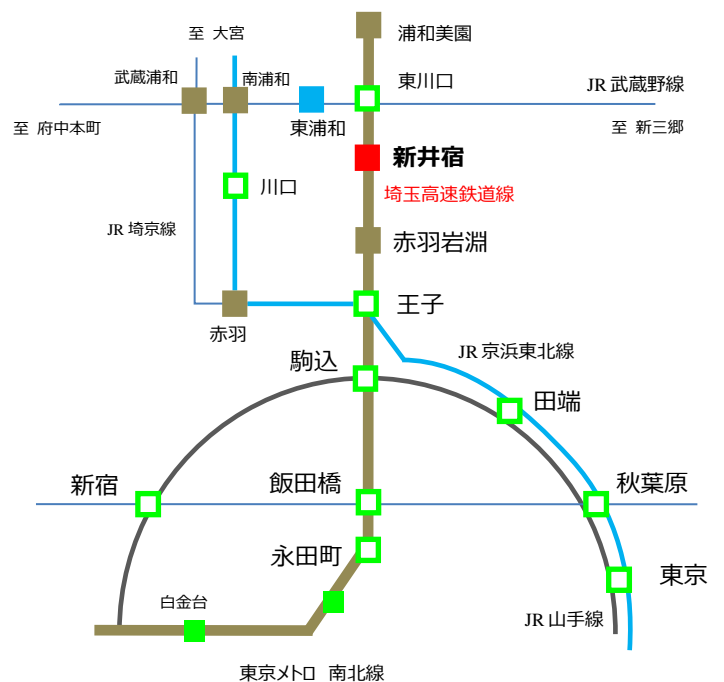 浦和美園
至 大宮
武蔵浦和
南浦和
東川口
JR 武蔵野線
至 府中本町
東浦和
至 新三郷
新井宿
川口
埼玉高速鉄道線
JR 埼京線
赤羽岩淵
王子
赤羽
JR 京浜東北線
駒込
田端
新宿
飯田橋
秋葉原
永田町
東京
白金台
JR 山手線
東京メトロ 南北線